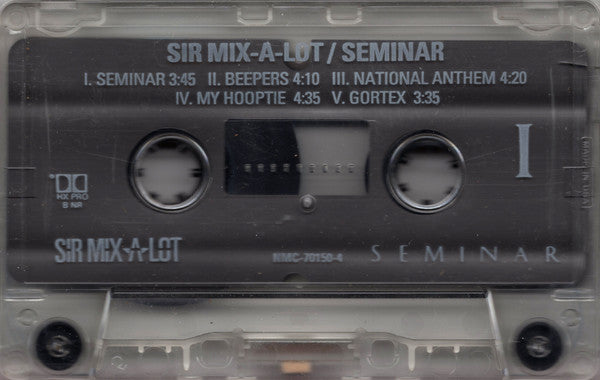 SIR MIX-A-LOT / SEMINAR
I. SEMINAR 3:45 II. BEEPERS 4:10 III. NATIONAL ANTHEM 4:20
IV. MY HOOPTIE 4:35 V. GORTEX 3:35
I
HX PRO
B NR
SIR MIX-A-LOT
NMC-70150-4
SEMINAR